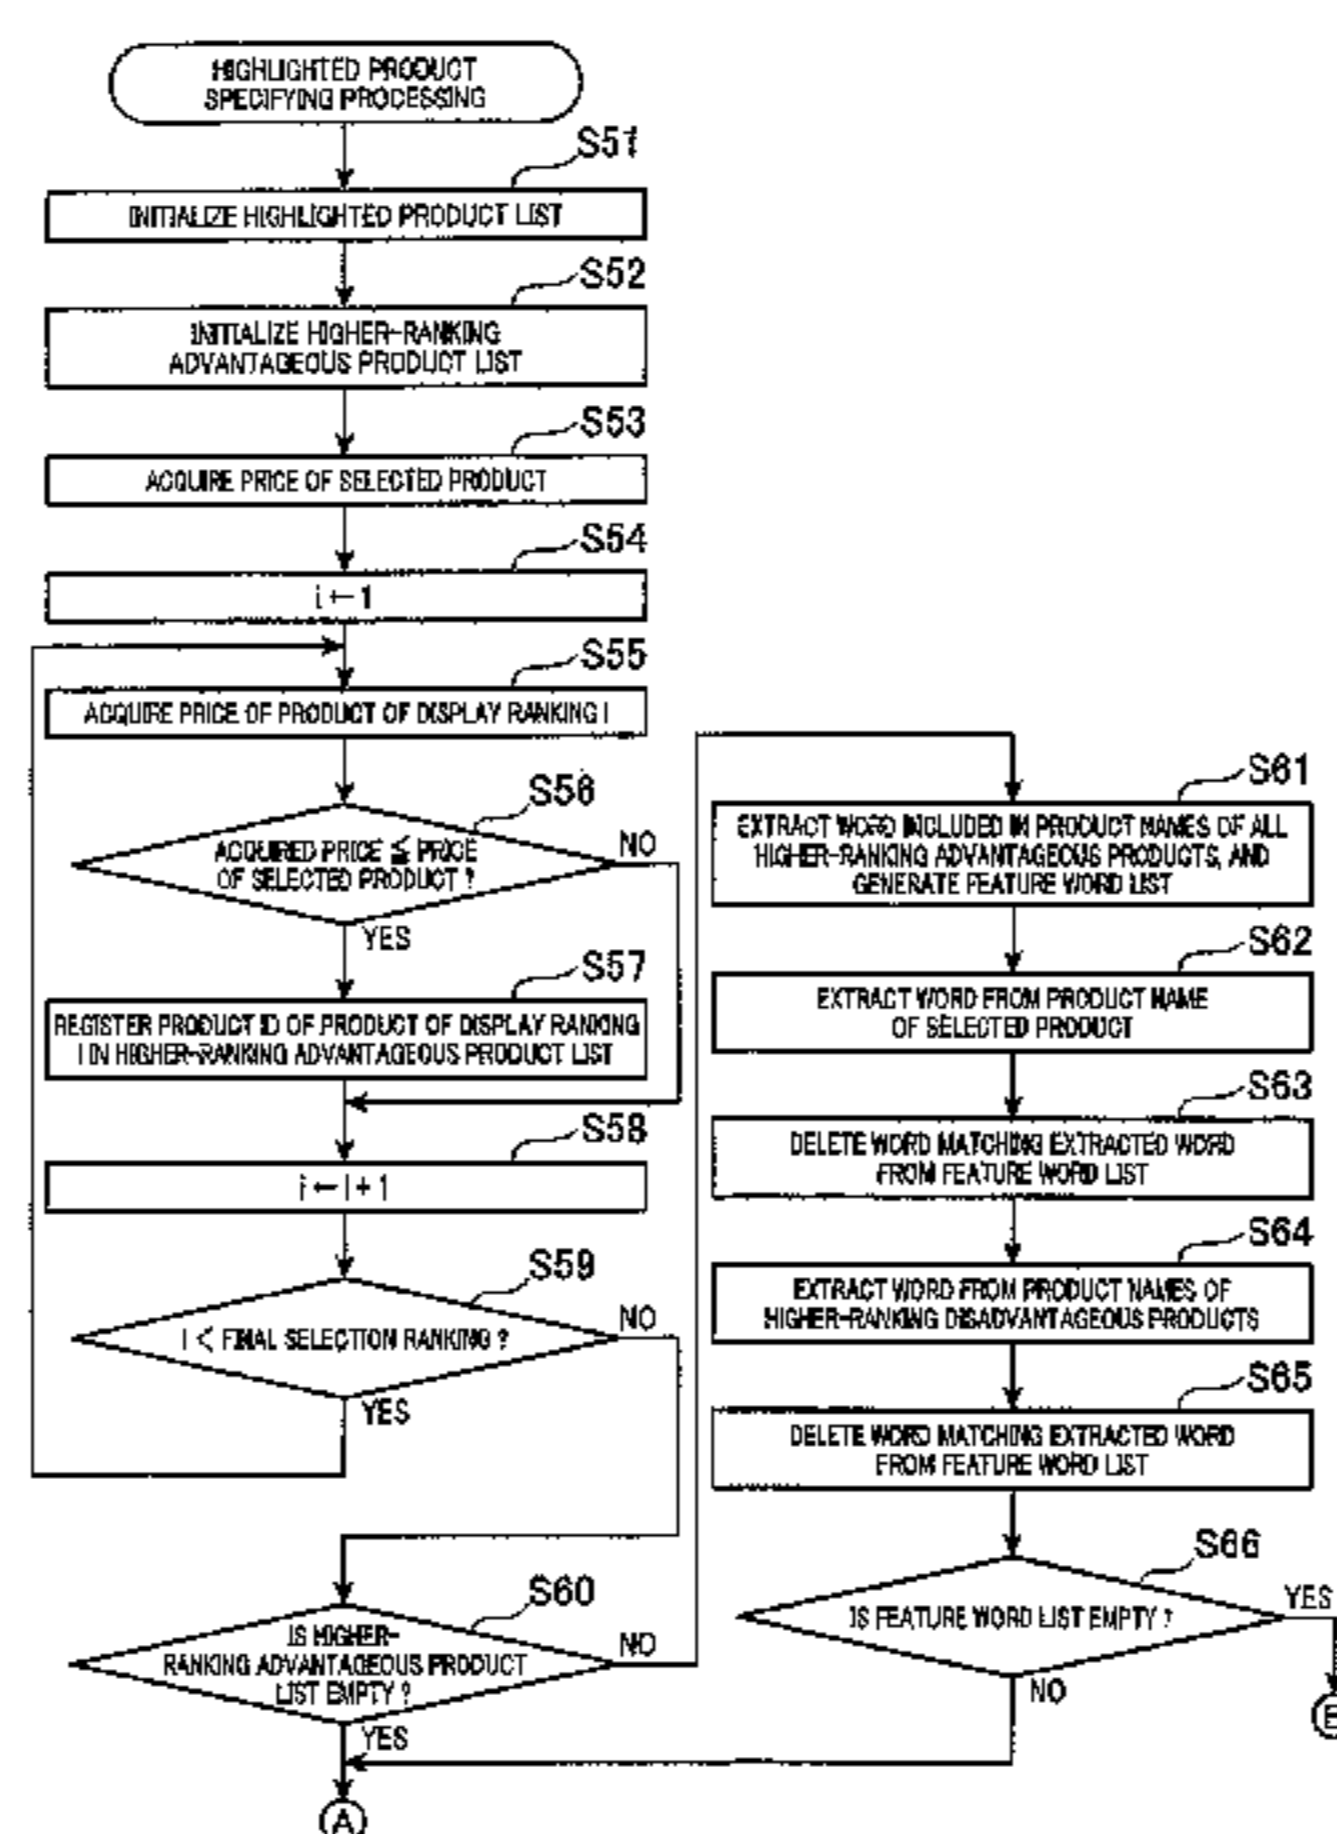 HIGHLIGHTED PRODUCT
SPECIFYING PROCESSING
S51
INITIALIZE HIGHLIGHTED PRODUCT LIST
S52
INITIALIZE HIGHER-RANKING
ADVANTAGEOUS PRODUCT LIST
S53
ACQUIRE PRICE OF SELECTED PRODUCT
S54
i ← 1
S55
ACQUIRE PRICE OF PRODUCT OF DISPLAY RANKING i
S56
ACQUIRED PRICE ≦ PRICE
OF SELECTED PRODUCT ?
NO
YES
S57
REGISTER PRODUCT ID OF PRODUCT OF DISPLAY RANKING
i IN HIGHER-RANKING ADVANTAGEOUS PRODUCT LIST
S58
i ← i + 1
S59
i < FINAL SELECTION RANKING ?
NO
YES
S60
IS HIGHER-
RANKING ADVANTAGEOUS PRODUCT
LIST EMPTY ?
NO
YES
A
S61
EXTRACT WORD INCLUDED IN PRODUCT NAMES OF ALL
HIGHER-RANKING ADVANTAGEOUS PRODUCTS, AND
GENERATE FEATURE WORD LIST
S62
EXTRACT WORD FROM PRODUCT NAME
OF SELECTED PRODUCT
S63
DELETE WORD MATCHING EXTRACTED WORD
FROM FEATURE WORD LIST
S64
EXTRACT WORD FROM PRODUCT NAMES OF
HIGHER-RANKING DISADVANTAGEOUS PRODUCTS
S65
DELETE WORD MATCHING EXTRACTED WORD
FROM FEATURE WORD LIST
S66
IS FEATURE WORD LIST EMPTY ?
YES
NO